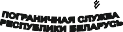 ПОГРАНИЧНАЯ СЛУЖБА
РЕСПУБЛИКИ БЕЛАРУСЬ